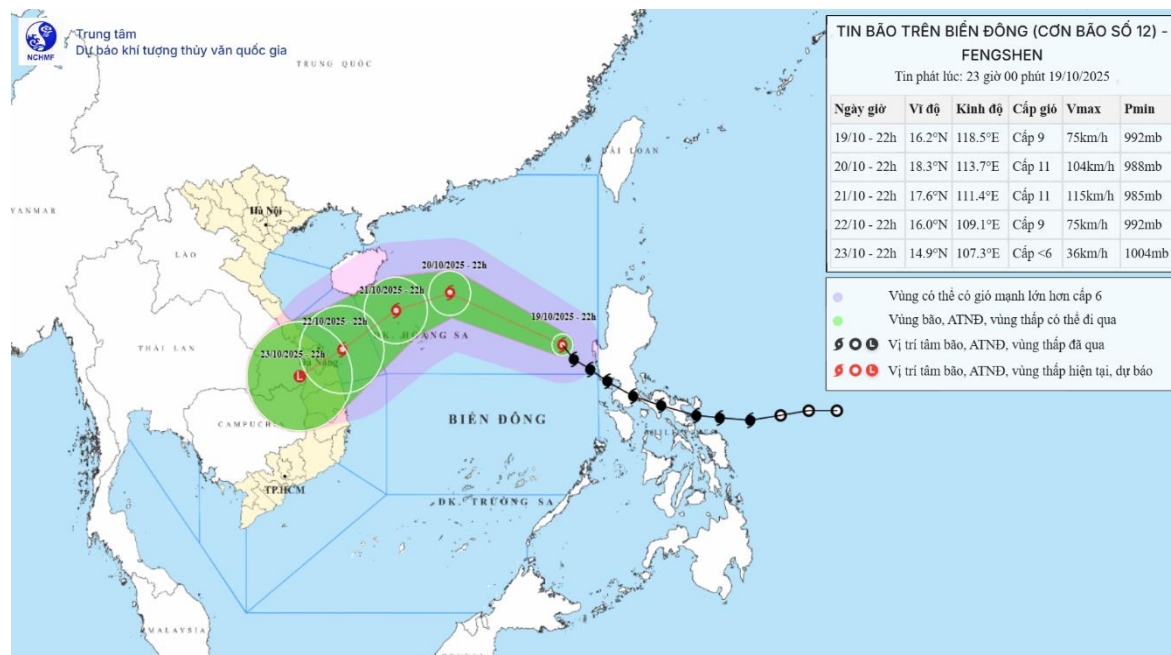 Trung tâm
Dự báo khí tượng thủy văn quốc gia
NCHMF
TIN BÃO TRÊN BIỂN ĐÔNG (CƠN BÃO SỐ 12) -
FENGSHEN
Tin phát lúc: 23 giờ 00 phút 19/10/2025
Ngày giờ Vĩ độ Kinh độ Cấp gió Vmax Pmin
19/10 - 22h 16.2°N 118.5°E Cấp 9 75km/h 992mb
20/10 - 22h 18.3°N 113.7°E Cấp 11 104km/h 988mb
21/10 - 22h 17.6°N 111.4°E Cấp 11 115km/h 985mb
22/10 - 22h 16.0°N 109.1°E Cấp 9 75km/h 992mb
23/10 - 22h 14.9°N 107.3°E Cấp <6 36km/h 1004mb
Vùng có thể có gió mạnh lớn hơn cấp 6
Vùng bão, ATNĐ, vùng thấp có thể đi qua
Vị trí tâm bão, ATNĐ, vùng thấp đã qua
Vị trí tâm bão, ATNĐ, vùng thấp hiện tại, dự báo
TRUNG QUỐC
ĐÀI LOAN
YANMAR
Hà Nội
LÀO
20/10/2025 - 22h
21/10/2025 - 22h
19/10/2025 - 22h
22/10/2025 - 22h
ĐK. HOÀNG SA
THÁI LAN
23/10/2025 - 22h
Đà Nẵng
L
BIỂN ĐÔNG
CAMPUCHIA
TP.HCM
ĐK. TRƯỜNG SA
MALAYSIA